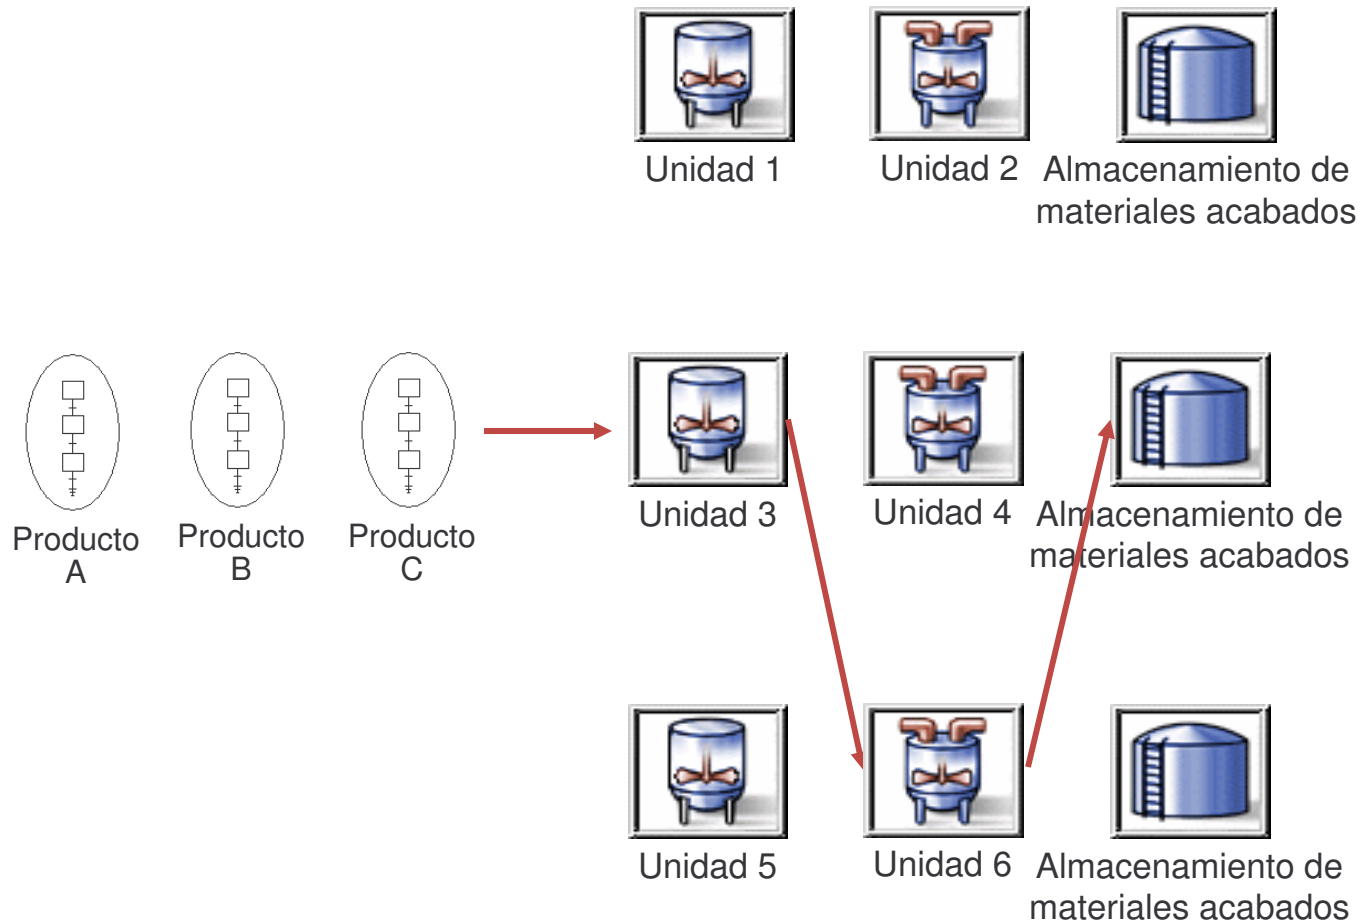 Unidad 1
Unidad 2
Almacenamiento de
materiales acabados
Producto
A
Producto
B
Producto
C
Unidad 3
Unidad 4
Almacenamiento de
materiales acabados
Unidad 5
Unidad 6
Almacenamiento de
materiales acabados